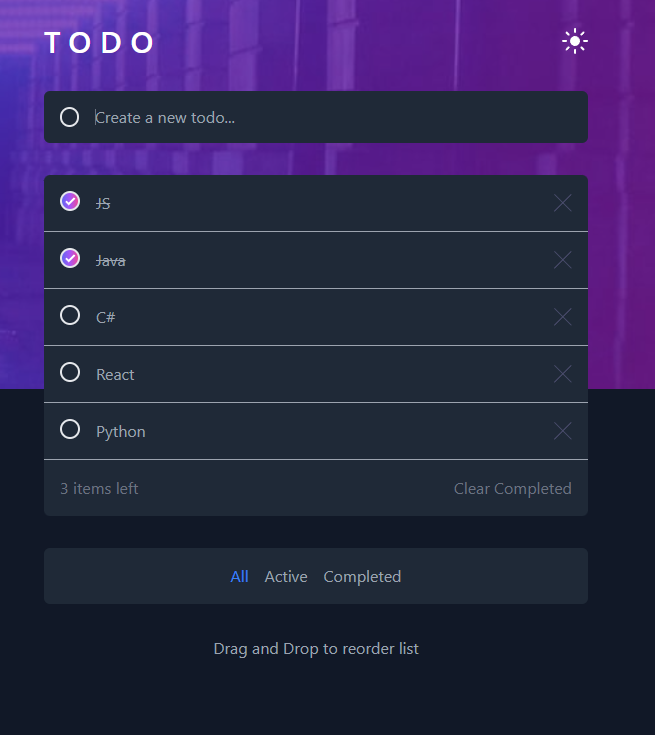 TODO
Create a new todo...
JS
Java
C#
React
Python
3 items left Clear Completed
All Active Completed
Drag and Drop to reorder list